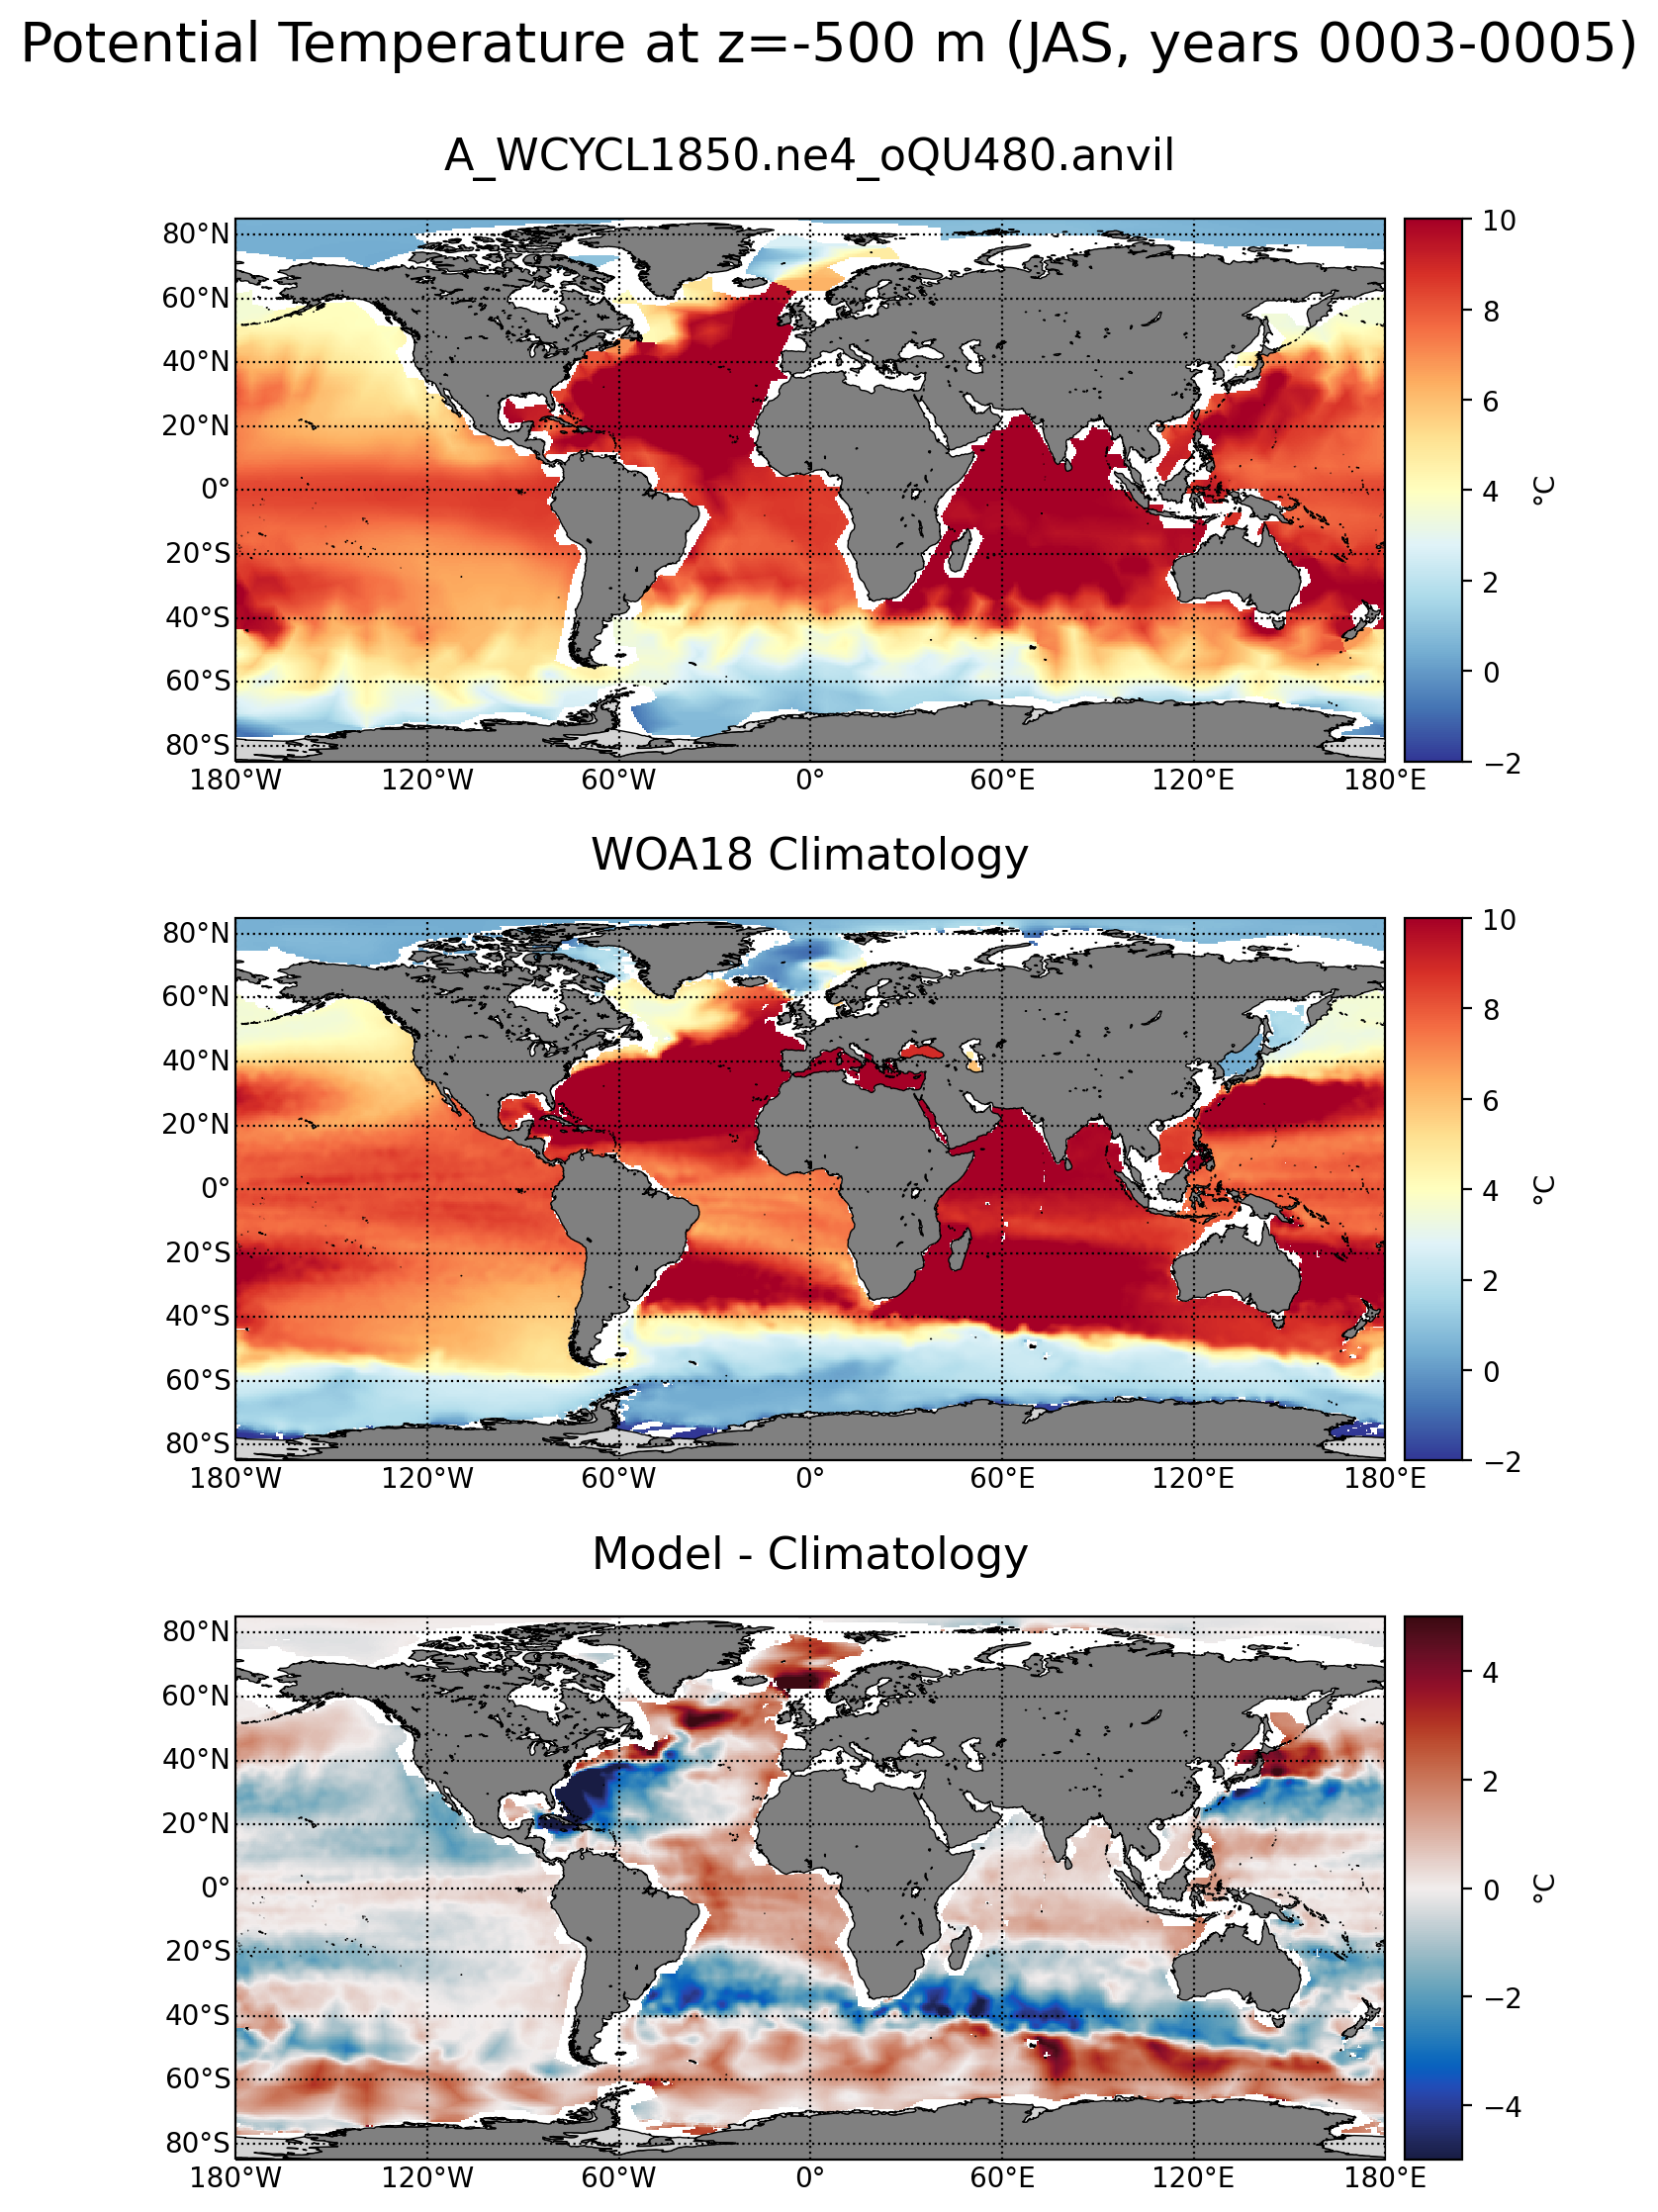 Potential Temperature at z=-500 m (JAS, years 0003-0005)
A_WCYCL1850.ne4_oQU480.anvil
80°N
60°N
40°N
20°N
0°
20°S
40°S
60°S
80°S
180°W 120°W 60°W 0° 60°E 120°E 180°E
10
8
6
4
2
0
−2
°C
WOA18 Climatology
80°N
60°N
40°N
20°N
0°
20°S
40°S
60°S
80°S
180°W 120°W 60°W 0° 60°E 120°E 180°E
10
8
6
4
2
0
−2
°C
Model - Climatology
80°N
60°N
40°N
20°N
0°
20°S
40°S
60°S
80°S
180°W 120°W 60°W 0° 60°E 120°E 180°E
4
2
0
−2
−4
°C